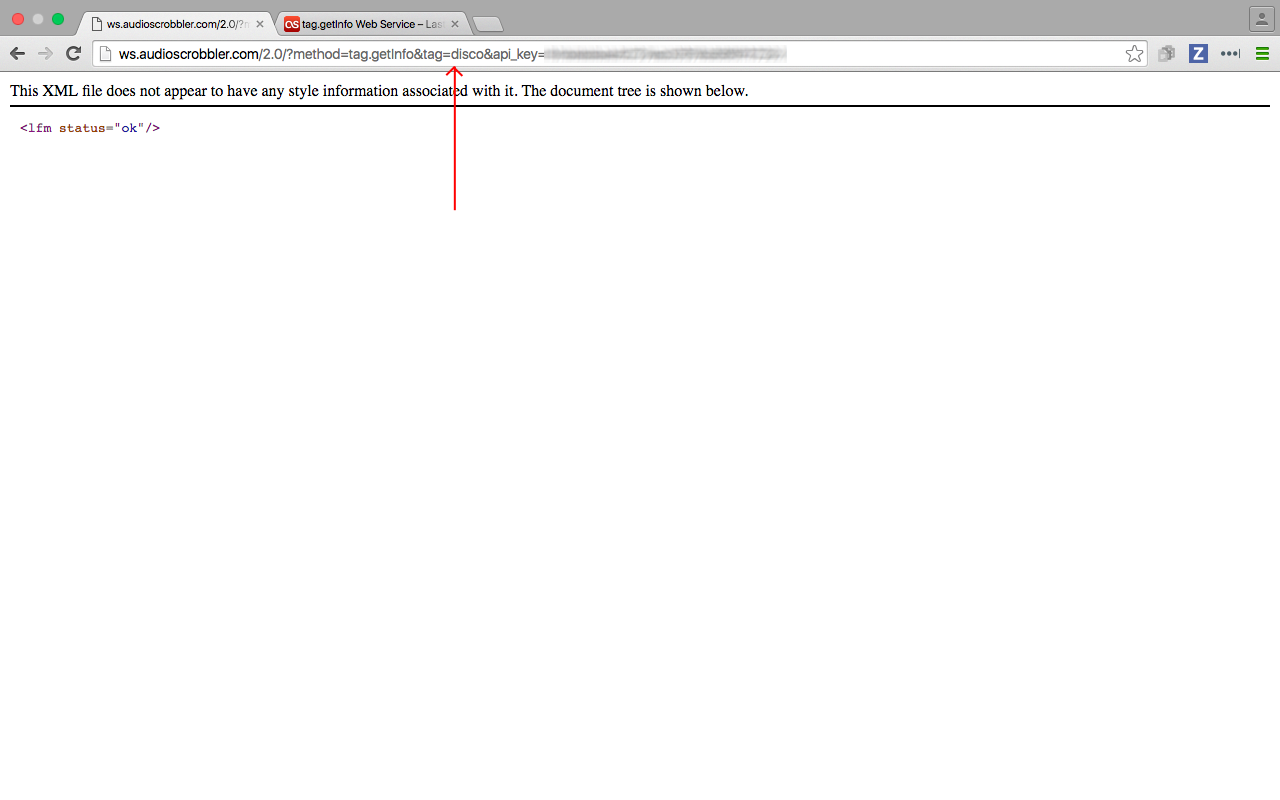 ws.audioscrobbler.com/2.0/?
tag.getInfo Web Service – Las
ws.audioscrobbler.com/2.0/?method=tag.getInfo&tag=disco&api_key=
Z
This XML file does not appear to have any style information associated with it. The document tree is shown below.
<lfm status="ok"/>